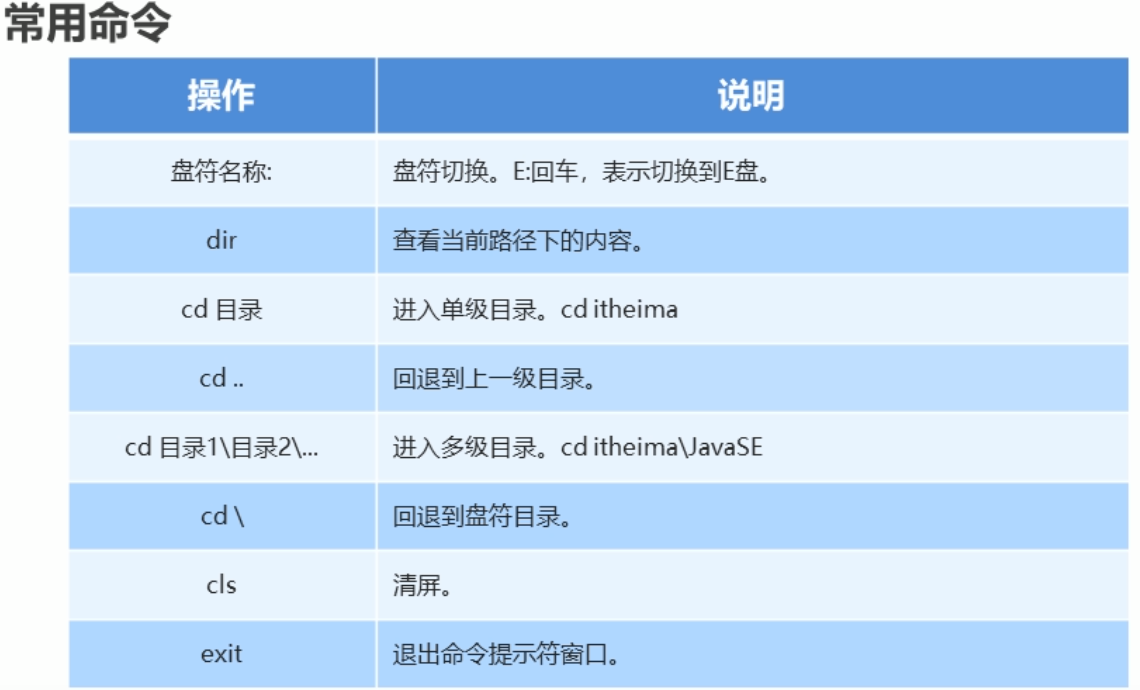 常用命令
操作 说明
盘符名称: 盘符切换。E:回车，表示切换到E盘。
dir 查看当前路径下的内容。
cd 目录 进入单级目录。cd itheima
cd .. 回退到上一级目录。
cd 目录1\目录2\... 进入多级目录。cd itheima\JavaSE
cd \ 回退到盘符目录。
cls 清屏。
exit 退出命令提示符窗口。